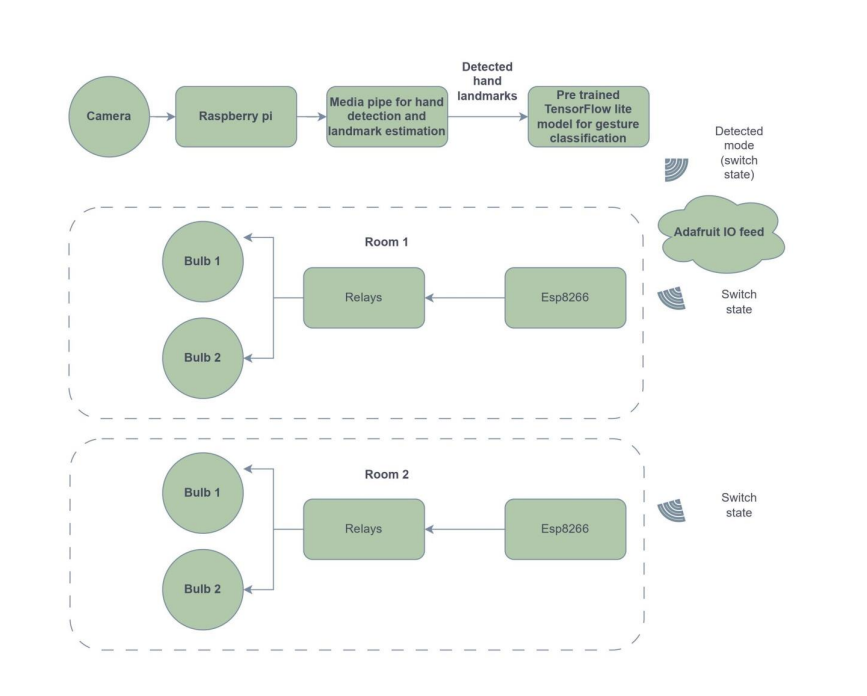 Camera
Raspberry pi
Media pipe for hand
detection and
landmark estimation
Detected
hand
landmarks
Pre trained
TensorFlow lite
model for gesture
classification
Detected
mode
(switch
state)
Adafruit IO feed
Switch
state
Room 1
Bulb 1
Bulb 2
Relays
Esp8266
Room 2
Bulb 1
Bulb 2
Relays
Esp8266
Switch
state